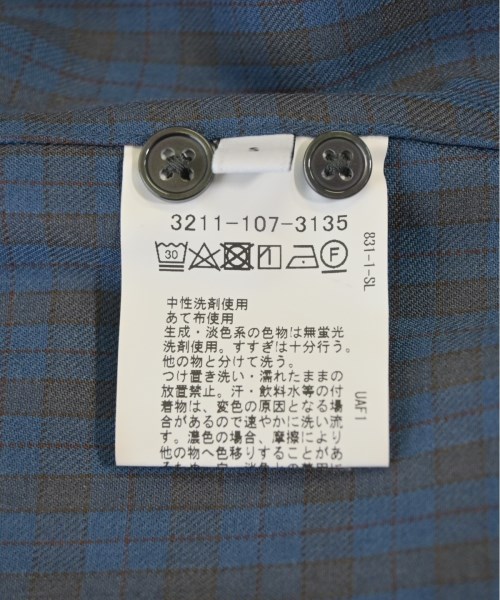 3211-107-3135
30
F
中性洗剤使用
あて布使用
生成・淡色系の色物は無蛍光
洗剤使用。すすぎは十分行う。
他の物と分けて洗う。
つけ置き洗い・濡れたままの
放置禁止。汗・飲料水等の付
着物は、変色の原因となる場
合があるので速やかに洗い流
す。濃色の場合、摩擦により
他の物へ色移りすることがあ
831-1-SL
UAF1